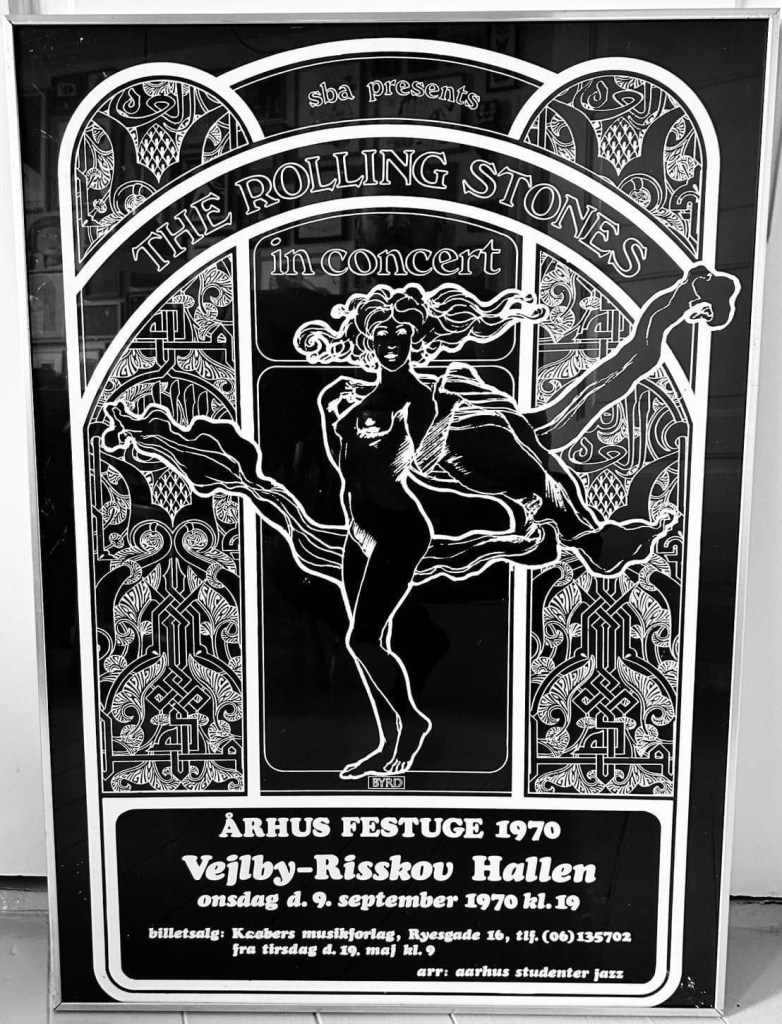 sba presents
THE ROLLING STONES
in concert
BYRD
ÅRHUS FESTUGE 1970
Vejlby-Risskov Hallen
onsdag d. 9. september 1970 kl. 19
billetsalg: Kaabers musikforlag, Ryesgade 16, tlf. (06) 135702
fra tirsdag d. 19. maj kl. 9
arr: aarhus studenter jazz